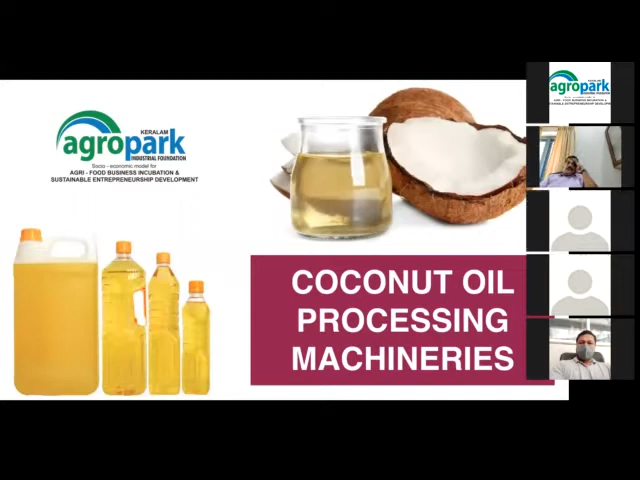 KERALAM
agropark
INDUSTRIAL FOUNDATION
Socio - economic model for
AGRI - FOOD BUSINESS INCUBATION &
SUSTAINABLE ENTREPRENEURSHIP DEVELOPMENT
COCONUT OIL
PROCESSING
MACHINERIES
KERALAM
agropark